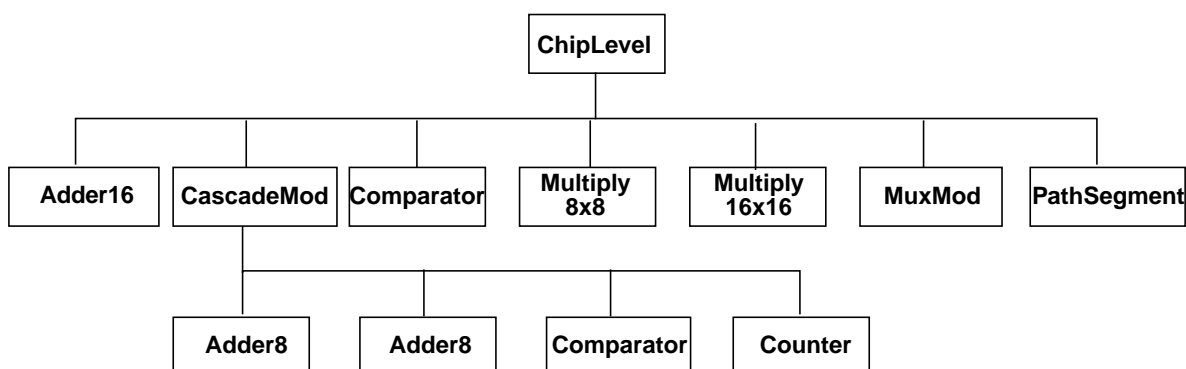 ChipLevel
Adder16
CascadeMod
Comparator
Multiply
8x8
Multiply
16x16
MuxMod
PathSegment
Adder8
Adder8
Comparator
Counter